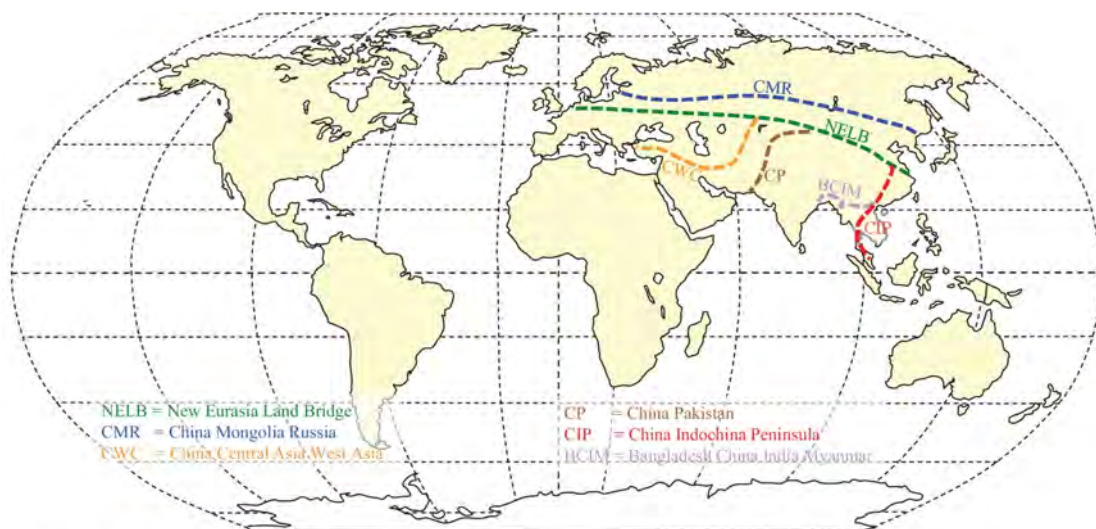 CMR
NELB
CWC
CP
BCIM
CIP
NELB = New Eurasia Land Bridge
CMR = China Mongolia Russia
CWC = China Central Asia West Asia
CP = China Pakistan
CIP = China Indochina Peninsula
BCIM = Bangladesh China India Myanmar